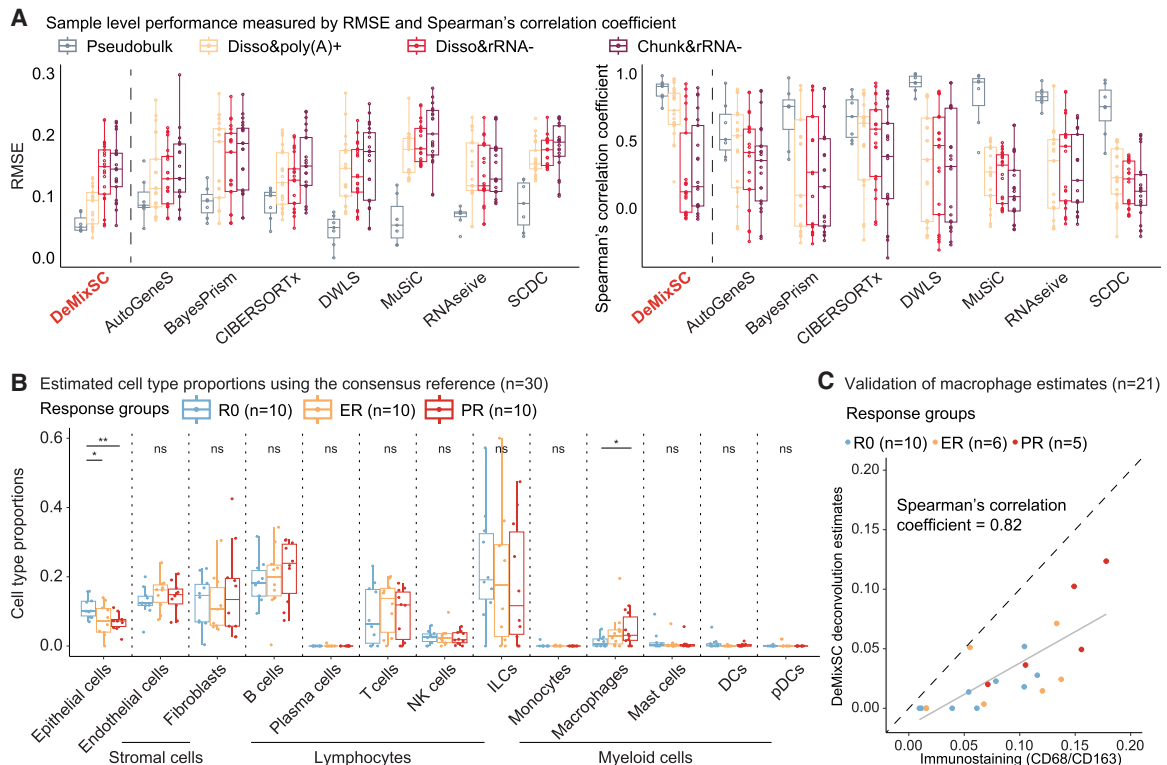 A Sample level performance measured by RMSE and Spearman's correlation coefficient
Pseudobulk Disso&poly(A)+ Disso&rRNA- Chunk&rRNA-
RMSE
0.3
0.2
0.1
0.0
DeMixSC
AutoGeneS
BayesPrism
CIBERSORTx
DWLS
MuSiC
RNAseive
SCDC
Spearman's correlation coefficient
1.0
0.5
0.0
DeMixSC
AutoGeneS
BayesPrism
CIBERSORTx
DWLS
MuSiC
RNAseive
SCDC
B Estimated cell type proportions using the consensus reference (n=30)
Response groups R0 (n=10) ER (n=10) PR (n=10)
Cell type proportions
0.6
0.4
0.2
0.0
** 
*
ns ns ns ns ns ns ns ns * ns ns ns
Epithelial cells
Endothelial cells
Fibroblasts
B cells
Plasma cells
T cells
NK cells
ILCs
Monocytes
Macrophages
Mast cells
DCs
pDCs
Stromal cells
Lymphocytes
Myeloid cells
C Validation of macrophage estimates (n=21)
Response groups
R0 (n=10) ER (n=6) PR (n=5)
DeMixSC deconvolution estimates
0.20
0.15
0.10
0.05
0.00
Spearman's correlation
coefficient = 0.82
0.00 0.05 0.10 0.15 0.20
Immunostaining (CD68/CD163)